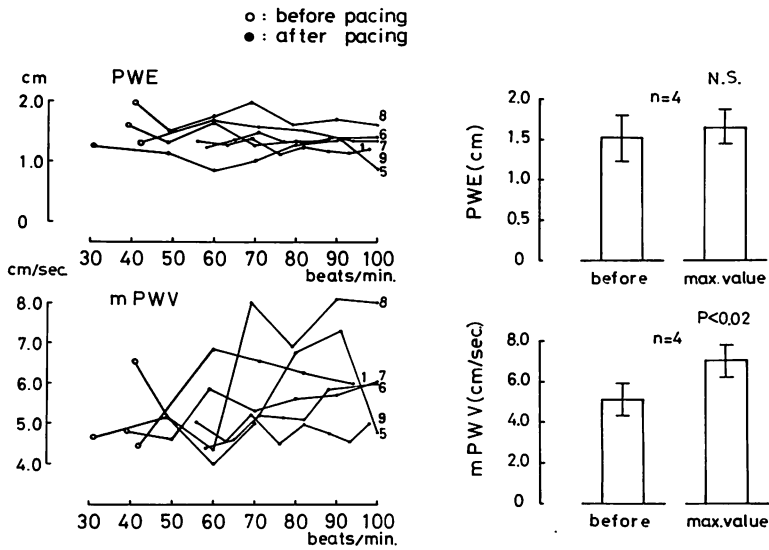 o : before pacing
● : after pacing
cm
PWE
2.0
1.0
0
8
6
7
1
9
5
30 40 50 60 70 80 90 100
beats/min.
cm/sec.
m PWV
8.0
7.0
6.0
5.0
4.0
8
1
7
6
9
5
30 40 50 60 70 80 90 100
beats/min.
N.S.
n=4
PWE (cm)
2.0
1.5
1.0
0.5
0
before max.value
P<0.02
n=4
m PWV (cm/sec.)
8.0
6.0
4.0
2.0
0
before max.value